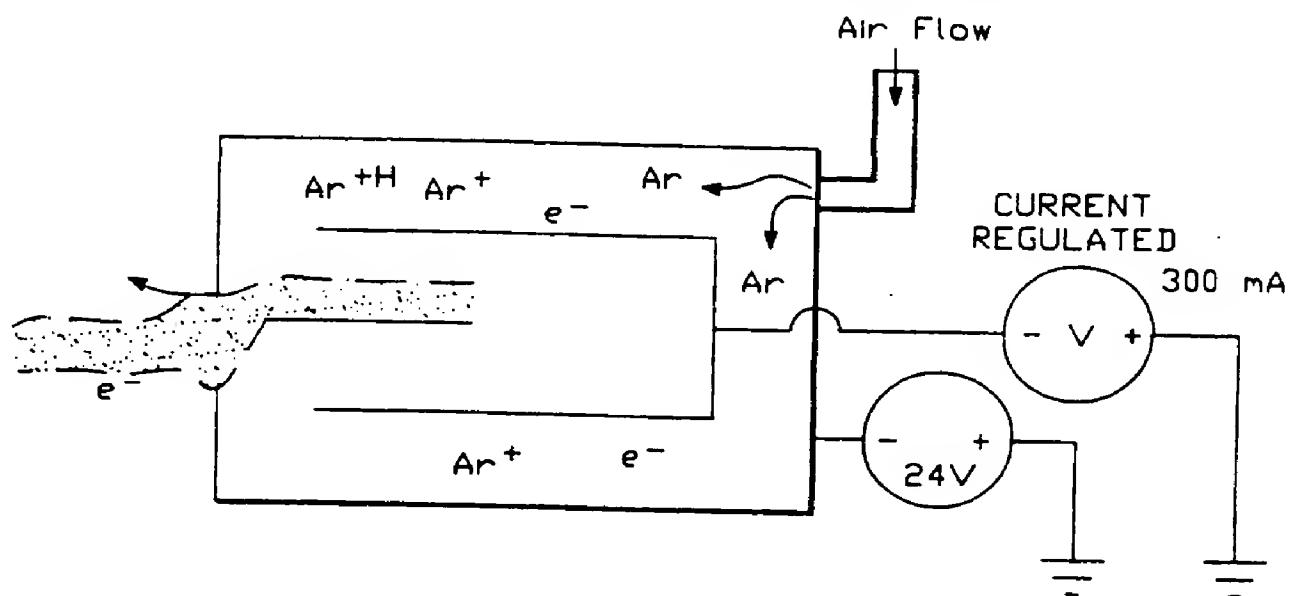 Air Flow
Ar+H Ar+ Ar
e-
CURRENT
REGULATED
300 mA
Ar
- V +
e-
- +
24V
Ar+ e-